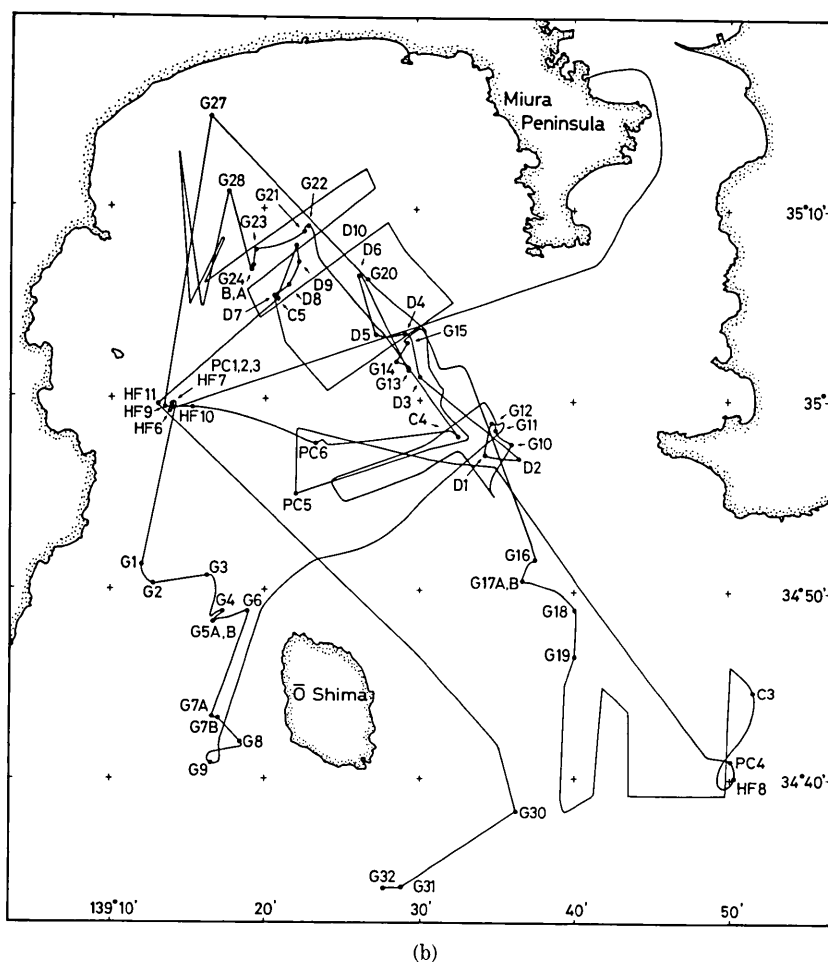 G27
Miura
Peninsula
G28
G21
G22
G23
35°10'
D10
D6
G24
B,A
G20
D9
D8
D7
C5
D4
D5
G15
G14
PC1,2,3
G13
HF7
HF11
D3
HF9
HF10
35°
HF6
G12
C4
G11
PC6
G10
D1
D2
PC5
G1
G3
G16
G2
G17A,B
34°50'
G4
G6
G18
G5A,B
G19
Ō Shima
C3
G7A
G7B
G8
G9
PC4
34°40'
HF8
G30
G32
G31
139°10'
20'
30'
40'
50'
(b)